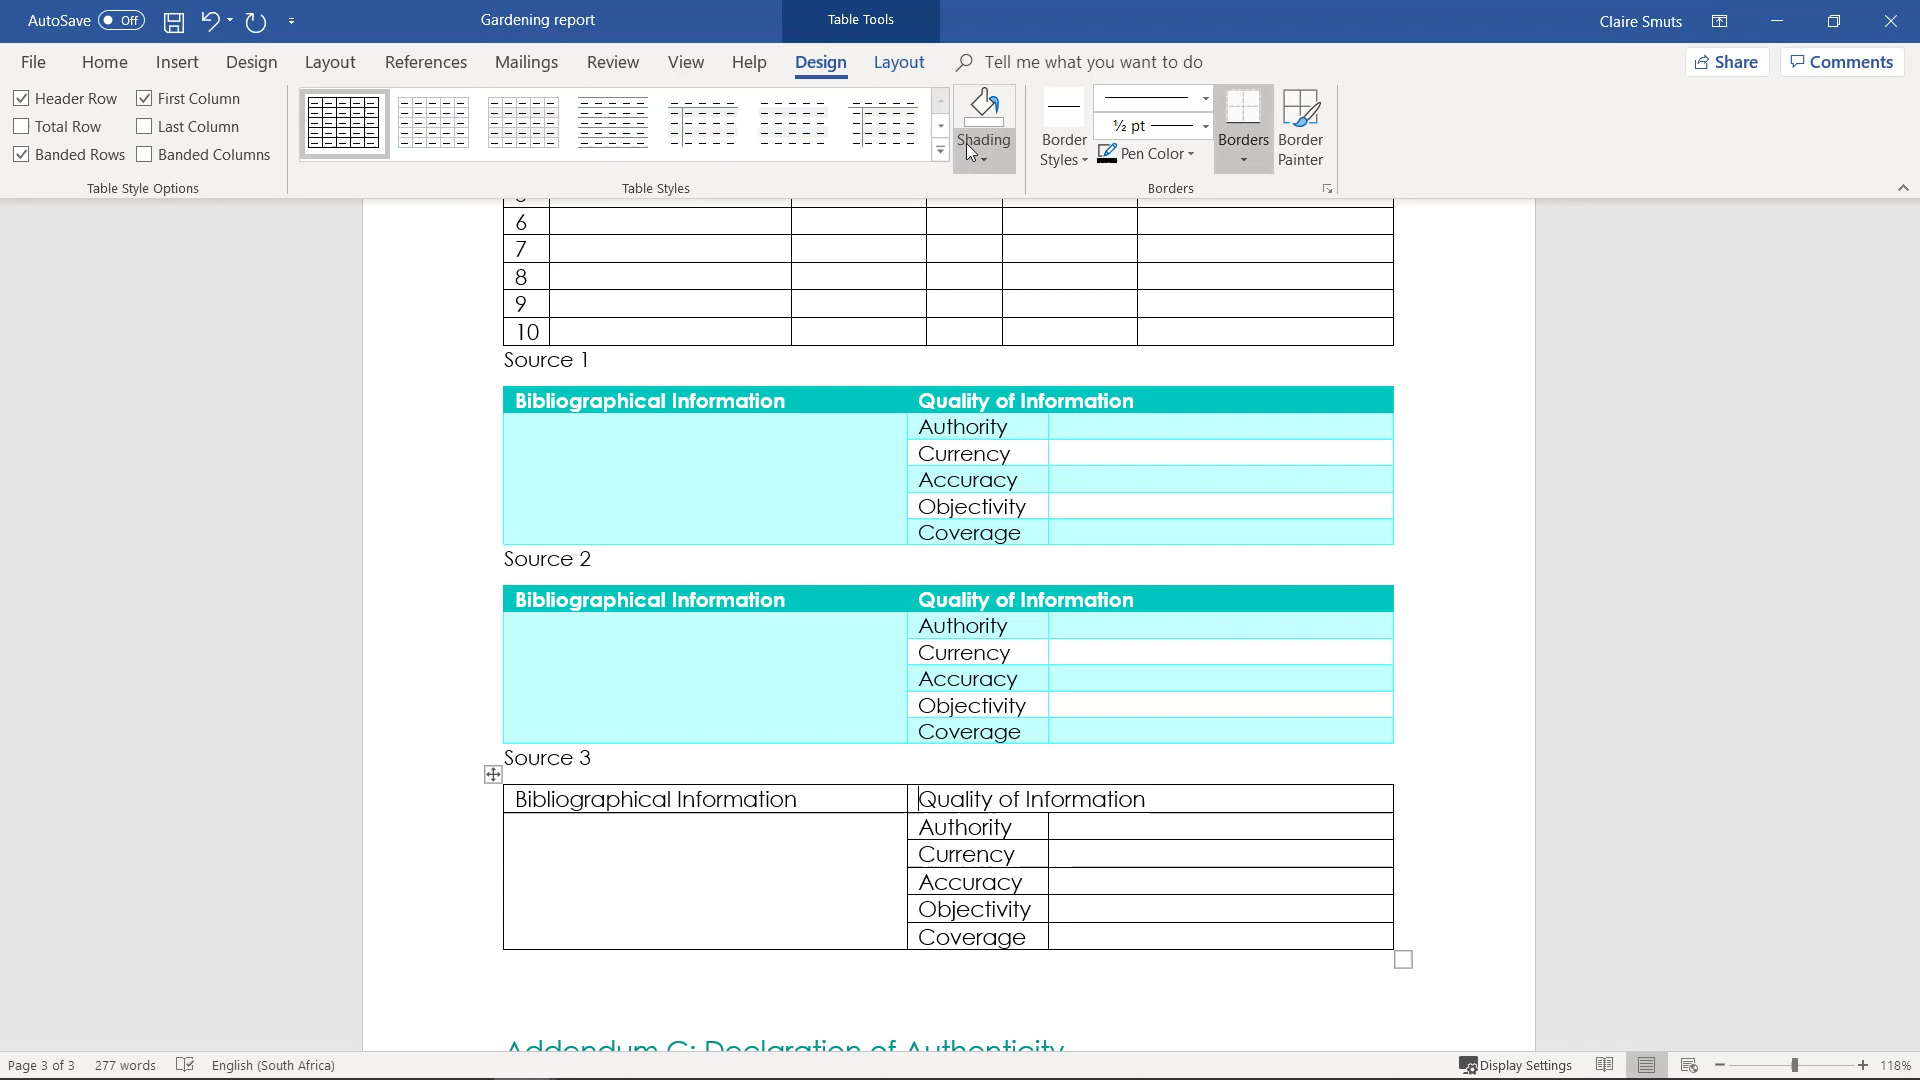 AutoSave Off
Gardening report
Table Tools
Claire Smuts
File Home Insert Design Layout References Mailings Review View Help Design Layout Tell me what you want to do Share Comments
Header Row First Column
Total Row Last Column
Banded Rows Banded Columns
Table Style Options
Table Styles
Shading
Border Styles
½ pt
Pen Color
Borders
Border Painter
Borders
6
7
8
9
10
Source 1
Bibliographical Information Quality of Information
Authority
Currency
Accuracy
Objectivity
Coverage
Source 2
Bibliographical Information Quality of Information
Authority
Currency
Accuracy
Objectivity
Coverage
Source 3
Bibliographical Information Quality of Information
Authority
Currency
Accuracy
Objectivity
Coverage
Addendum C: Declaration of Authenticity
Page 3 of 3 277 words English (South Africa) Display Settings 118%